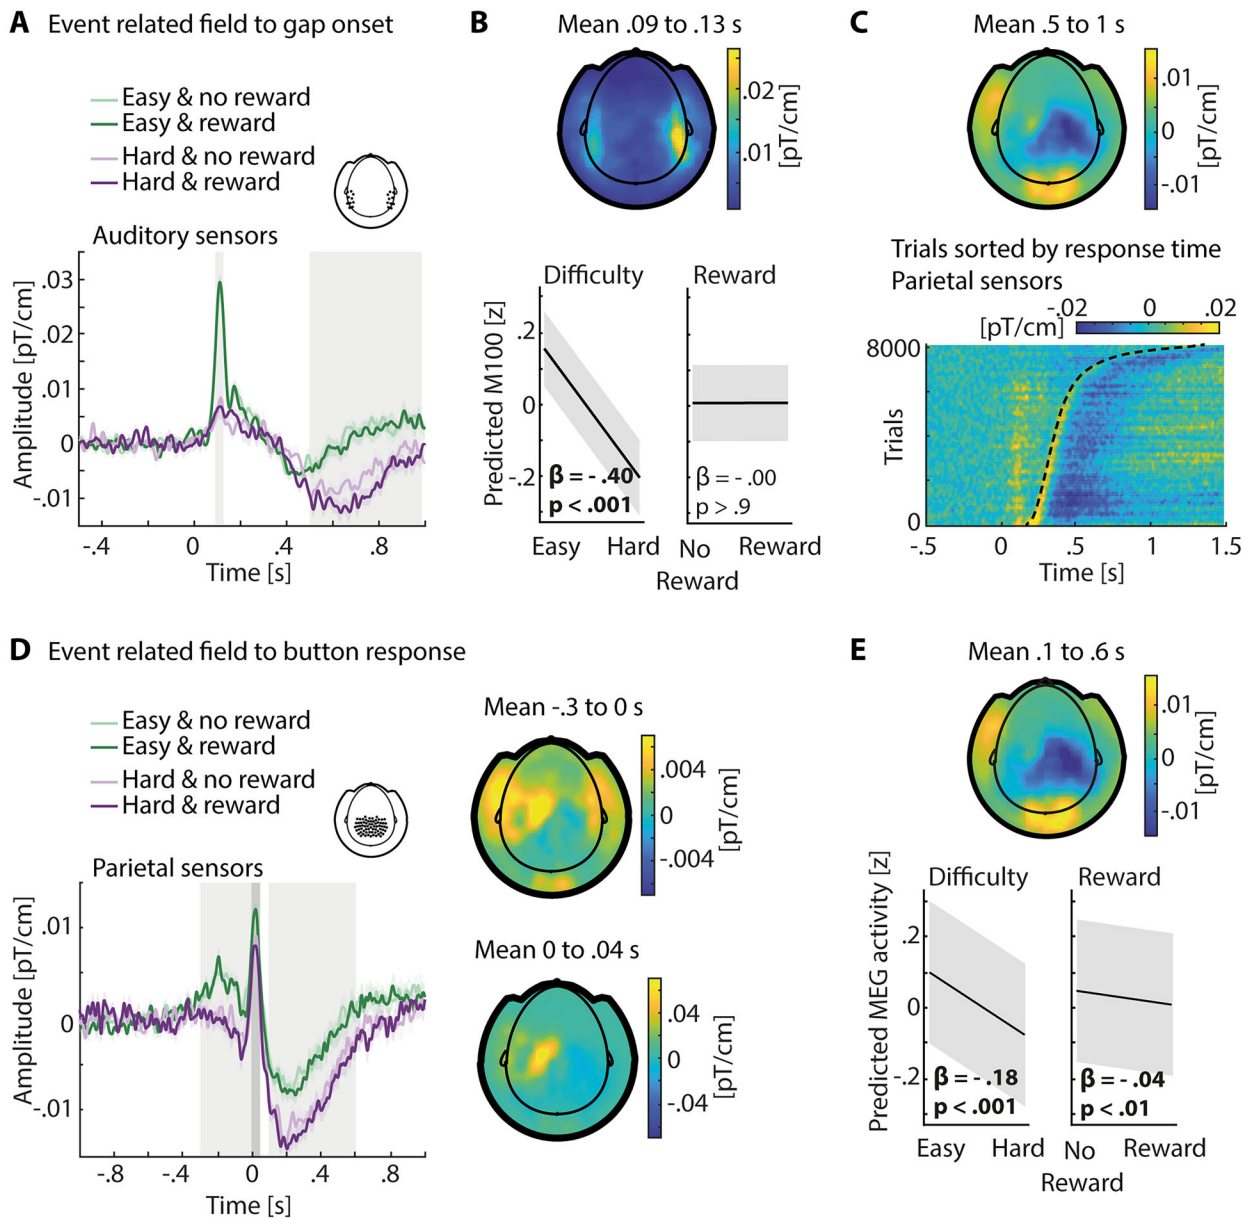 A Event related field to gap onset
Easy & no reward
Easy & reward
Hard & no reward
Hard & reward
Auditory sensors
Amplitude [pT/cm]
.03
.02
.01
0
-.01
-.4
0
.4
.8
Time [s]
B
Mean .09 to .13 s
.02
.01
[pT/cm]
Difficulty
Reward
Predicted M100 [z]
.2
0
-.2
β = - .40
p < .001
β = - .00
p > .9
Easy
Hard
No
Reward
Reward
C
Mean .5 to 1 s
.01
0
-.01
[pT/cm]
Trials sorted by response time
Parietal sensors
[pT/cm]
-.02
0
.02
8000
Trials
0
-.5
0
.5
1
1.5
Time [s]
D Event related field to button response
Easy & no reward
Easy & reward
Hard & no reward
Hard & reward
Parietal sensors
Amplitude [pT/cm]
.01
0
-.01
-.8
-.4
0
.4
.8
Time [s]
Mean -.3 to 0 s
.004
0
-.004
[pT/cm]
Mean 0 to .04 s
.04
0
-.04
[pT/cm]
E
Mean .1 to .6 s
.01
0
-.01
[pT/cm]
Difficulty
Reward
Predicted MEG activity [z]
.2
0
-.2
β = - .18
p < .001
β = - .04
p < .01
Easy
Hard
No
Reward
Reward